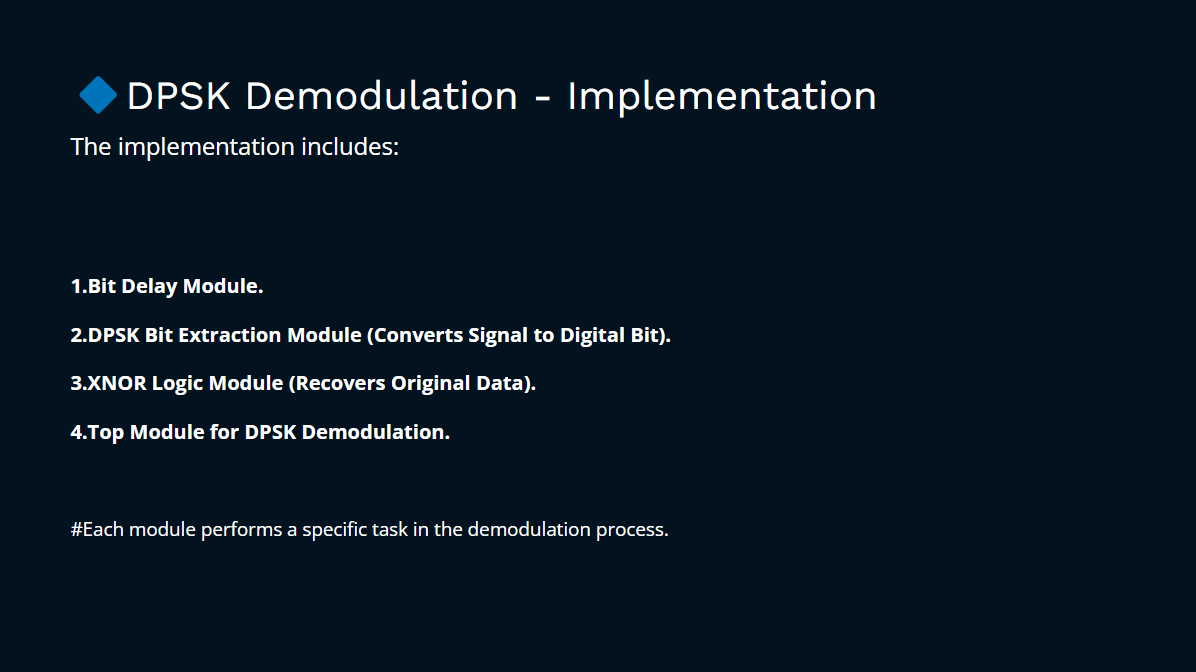 DPSK Demodulation - Implementation
The implementation includes:
1.Bit Delay Module.
2.DPSK Bit Extraction Module (Converts Signal to Digital Bit).
3.XNOR Logic Module (Recovers Original Data).
4.Top Module for DPSK Demodulation.
#Each module performs a specific task in the demodulation process.